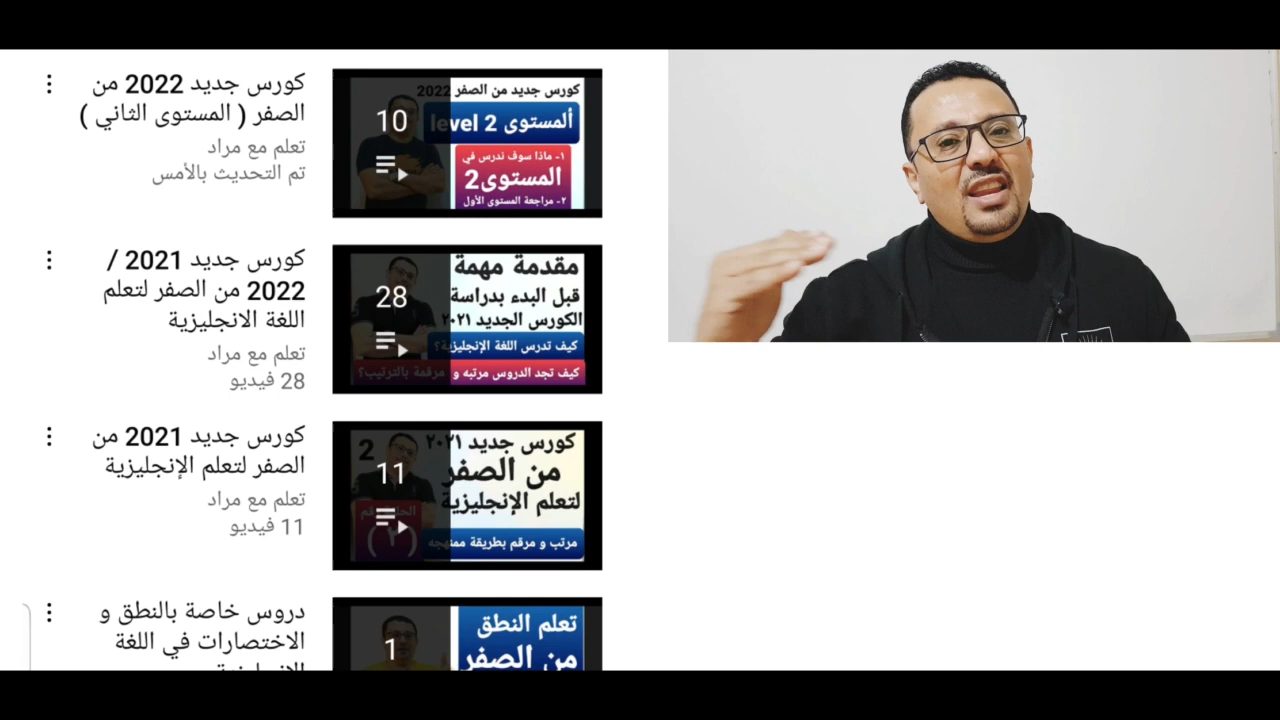 كورس جديد 2022 من
الصفر ( المستوى الثاني )
تعلم مع مراد
تم التحديث بالأمس
كورس جديد من الصفر 2022
ألمستوى level 2
10
١- ماذا سوف ندرس في
المستوى2
٢- مراجعة المستوى الأول
كورس جديد 2021 /
2022 من الصفر لتعلم
اللغة الانجليزية
تعلم مع مراد
28 فيديو
مقدمة مهمة
28
قبل البدء بدراسة
الكورس الجديد ٢٠٢١
كيف تدرس اللغة الإنجليزية؟
كيف تجد الدروس مرتبه و مرقمة بالترتيب؟
كورس جديد 2021 من
الصفر لتعلم الإنجليزية
تعلم مع مراد
11 فيديو
كورس جديد ٢٠٢١
2
11
من الصفر
لتعلم الإنجليزية
(٢)
مرتب و مرقم بطريقة ممنهجه
دروس خاصة بالنطق و
الاختصارات في اللغة
تعلم النطق
1
من الصفر